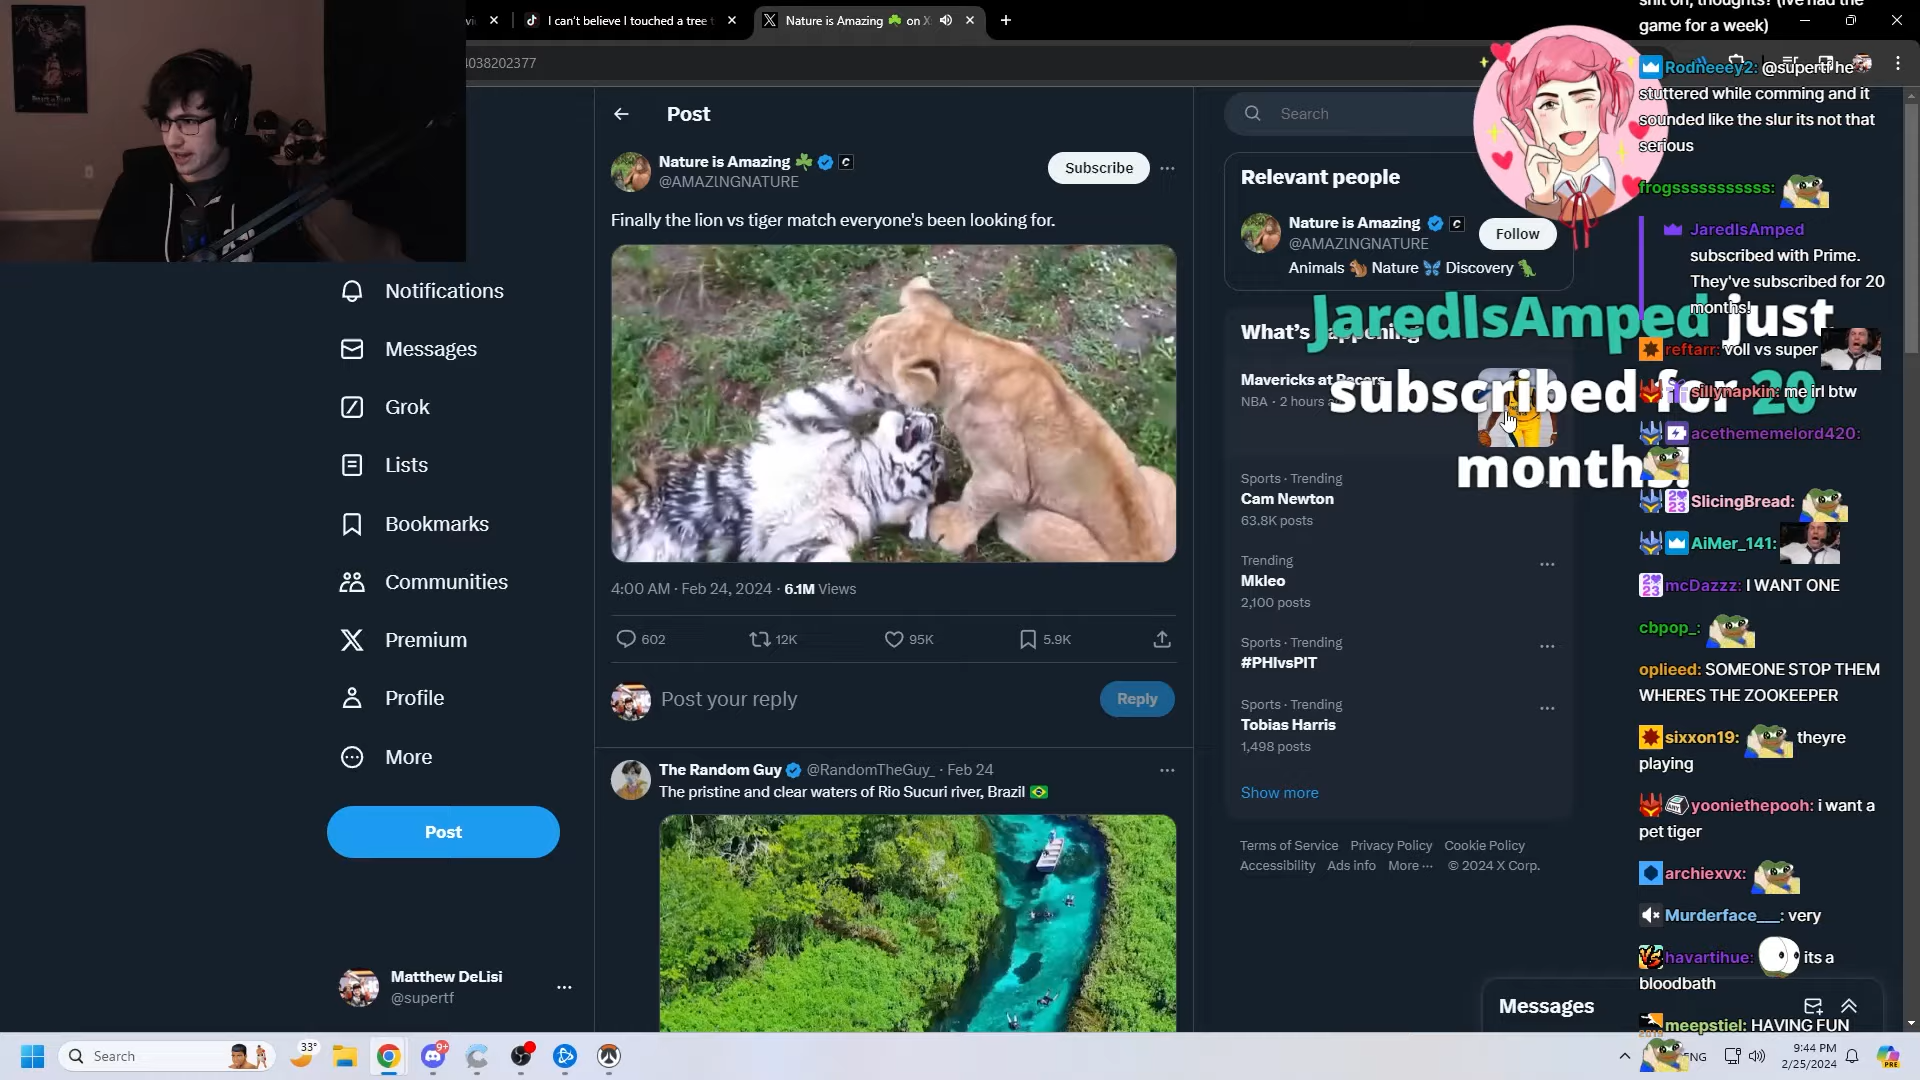 I can't believe I touched a tree
Nature is Amazing ☘️ on X
4038202377
Post
Search
Nature is Amazing ☘️
@AMAZlNGNATURE
Subscribe
Finally the lion vs tiger match everyone's been looking for.
4:00 AM · Feb 24, 2024 · 6.1M Views
602
12K
95K
5.9K
Post your reply
Reply
The Random Guy @RandomTheGuy_ · Feb 24
The pristine and clear waters of Rio Sucuri river, Brazil 🇧🇷
Notifications
Messages
Grok
Lists
Bookmarks
Communities
Premium
Profile
More
Post
Matthew DeLisi
@supertf
Relevant people
Nature is Amazing
@AMAZlNGNATURE
Follow
Animals 🐿️ Nature 🦋 Discovery 🦖
What's happening
Mavericks at Pacers
NBA · 2 hours
Sports · Trending
Cam Newton
63.8K posts
Trending
Mkleo
2,100 posts
Sports · Trending
#PHIvsPIT
Sports · Trending
Tobias Harris
1,498 posts
Show more
Terms of Service Privacy Policy Cookie Policy
Accessibility Ads info More ··· © 2024 X Corp.
Messages
JaredIsAmped just
subscribed for 20
months!
game for a week)
Rodneeey2: @supertf he
stuttered while comming and it
sounded like the slur its not that
serious
frogsssssssssss:
JaredIsAmped
subscribed with Prime.
They've subscribed for 20
months!
reftarr: voll vs super
sillynapkin: me irl btw
acethememelord420:
SlicingBread:
AiMer_141:
mcDazzz: I WANT ONE
cbpop_:
oplieed: SOMEONE STOP THEM
WHERES THE ZOOKEEPER
sixxon19: theyre
playing
yooniethepooh: i want a
pet tiger
archiexvx:
Murderface___: very
havartihue: its a
bloodbath
meepstiel: HAVING FUN
Search
33°
9+
ENG
9:44 PM
2/25/2024
PRE